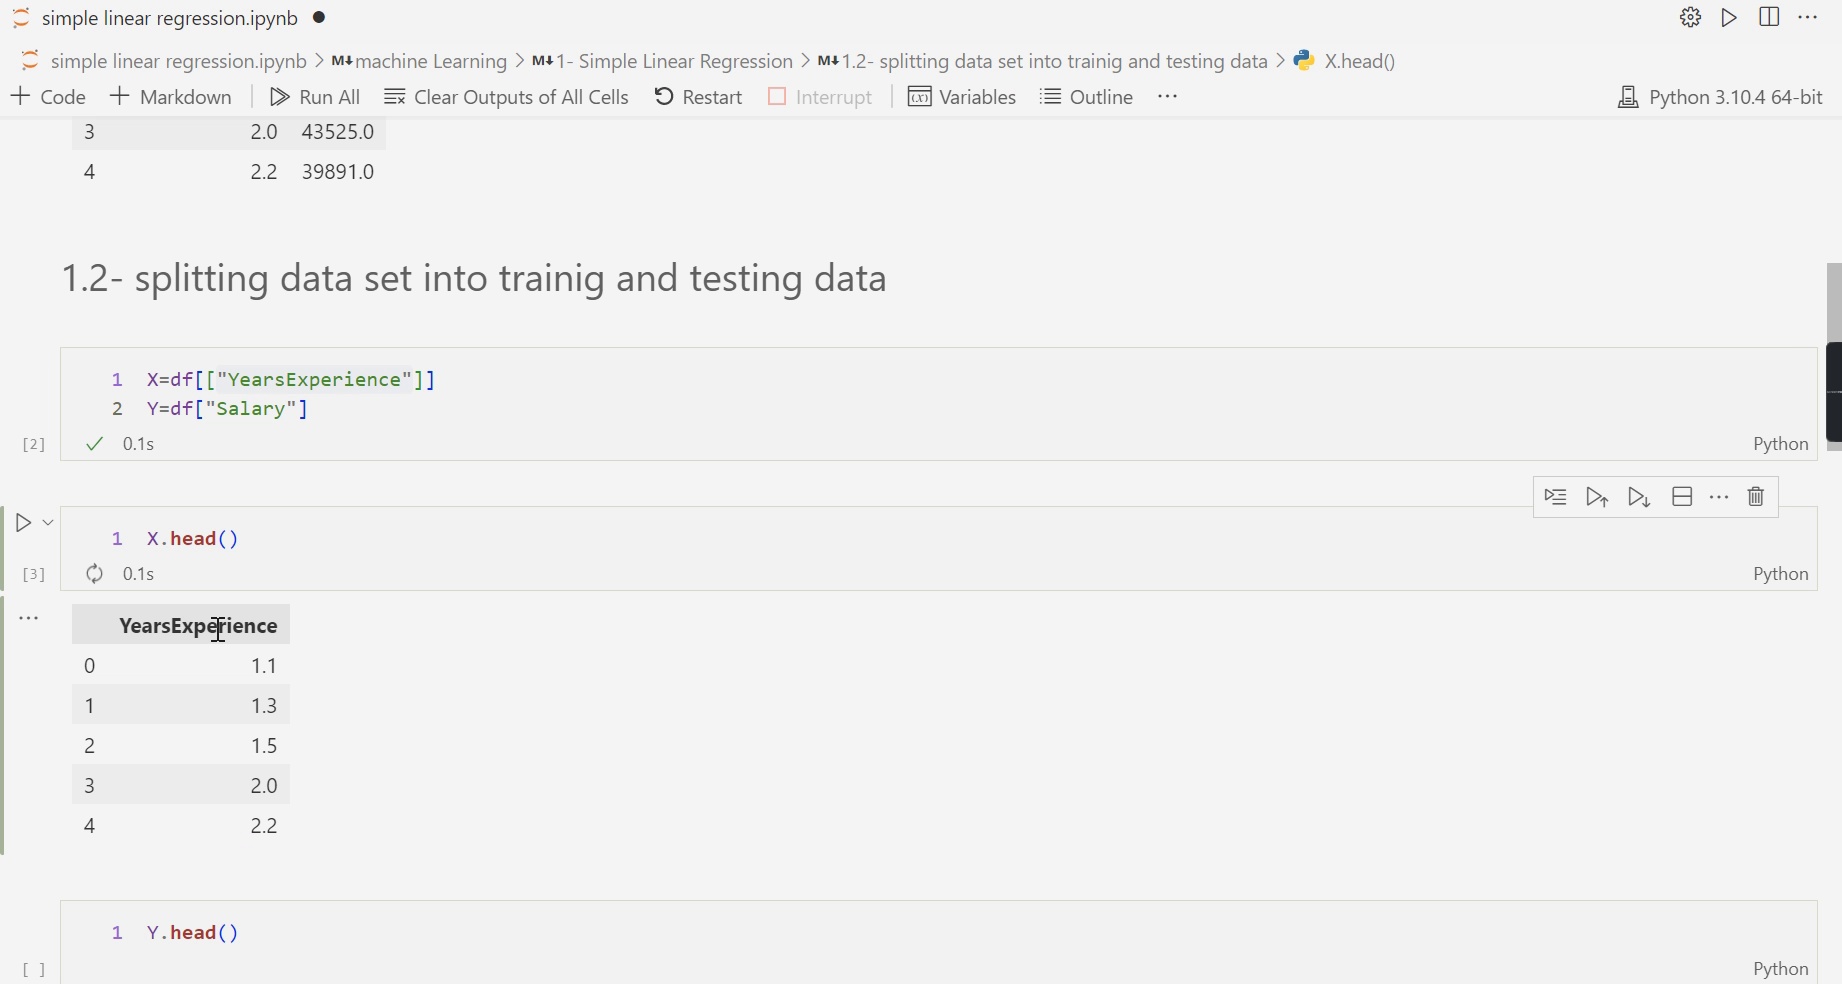 simple linear regression.ipynb ●
simple linear regression.ipynb > M↓ machine Learning > M↓ 1- Simple Linear Regression > M↓ 1.2- splitting data set into trainig and testing data > X.head()
+ Code + Markdown Run All Clear Outputs of All Cells Restart Interrupt Variables Outline ... Python 3.10.4 64-bit
3 2.0 43525.0
4 2.2 39891.0
1.2- splitting data set into trainig and testing data
1 X=df[["YearsExperience"]]
2 Y=df["Salary"]
[2] ✓ 0.1s Python
1 X.head()
[3] 0.1s Python
... YearsExperience
0 1.1
1 1.3
2 1.5
3 2.0
4 2.2
1 Y.head()
[ ] Python